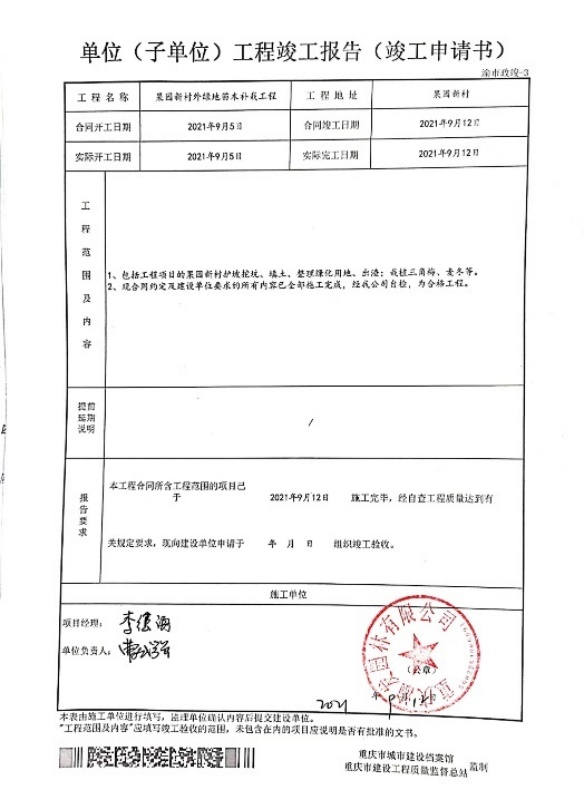 单位（子单位）工程竣工报告（竣工申请书）
渝市政竣-3
工程名称 果园新村外绿地苗木补栽工程 工程地址 果园新村
合同开工日期 2021年9月5日 合同竣工日期 2021年9月12日
实际开工日期 2021年9月5日 实际完工日期 2021年9月12日
工程范围及内容
1、包括工程项目的果园新村护坡挖坑、填土、整理绿化用地、出渣；栽植三角梅、麦冬等。
2、现合同约定及建设单位要求的所有内容已全部施工完成，经我公司自检，为合格工程。
提前延期说明
/
报告要求
本工程合同所含工程范围的项目已
于 2021年9月12日 施工完毕，经自查工程质量达到有
关规定要求，现向建设单位申请于 年 月 日 组织竣工验收。
施工单位
项目经理：
单位负责人：
园林有限公司
（公章）
2021
本表由施工单位进行填写，监理单位确认内容后提交建设单位。
"工程范围及内容"应填写竣工验收的范围，未包含在内的项目应说明是否有批准的文书。
重庆市城市建设档案馆
重庆市建设工程质量监督总站 监制